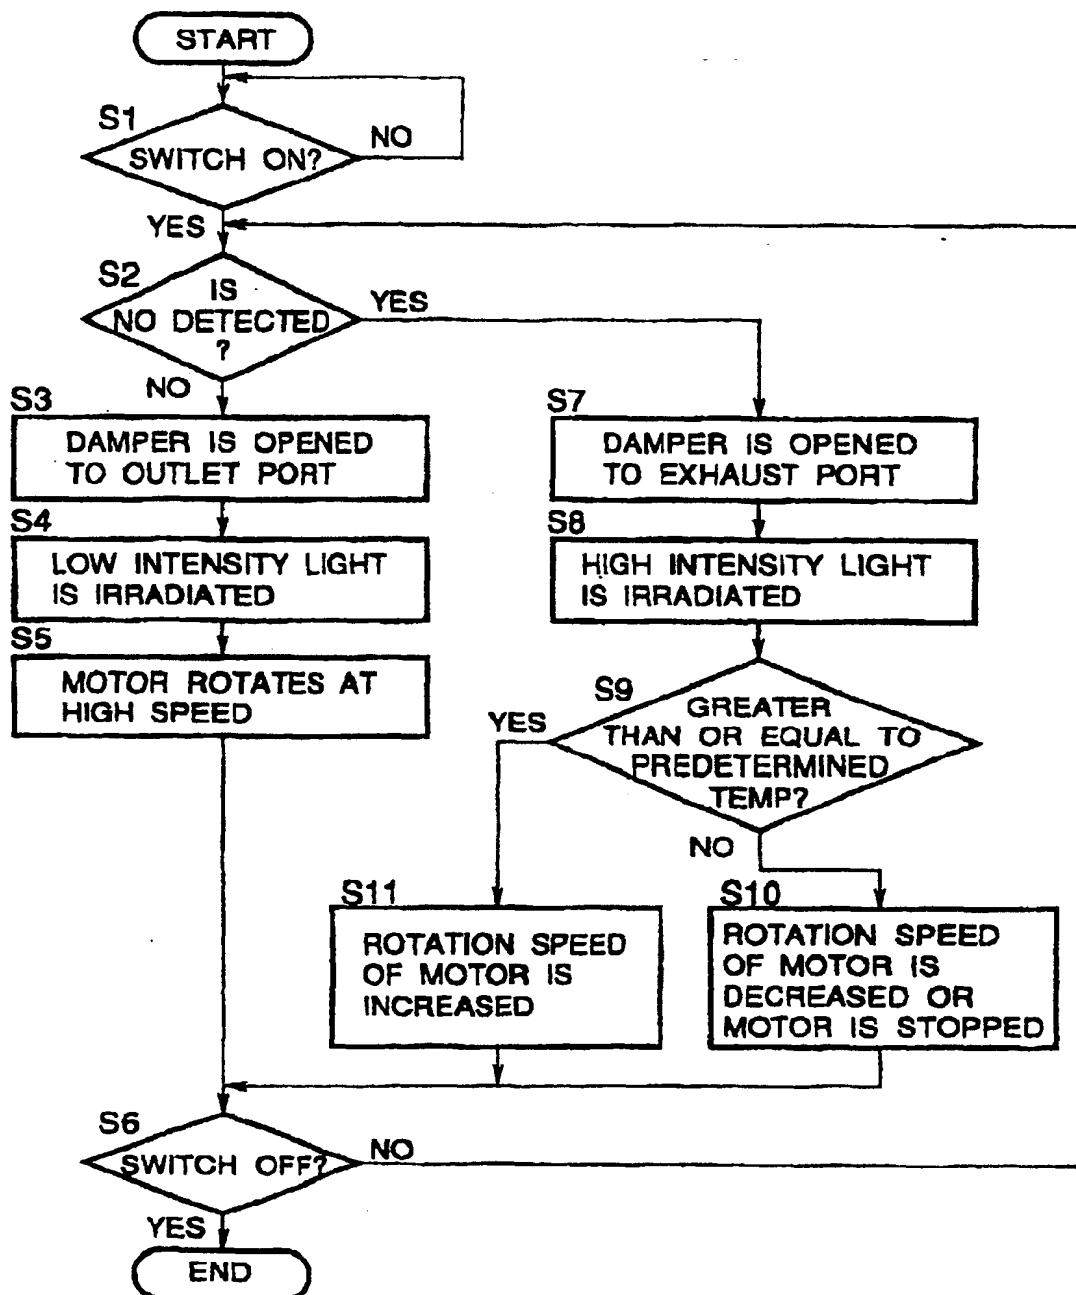 START
S1
SWITCH ON?
NO
YES
S2
IS
NO DETECTED
?
YES
NO
S3
DAMPER IS OPENED
TO OUTLET PORT
S4
LOW INTENSITY LIGHT
IS IRRADIATED
S5
MOTOR ROTATES AT
HIGH SPEED
S7
DAMPER IS OPENED
TO EXHAUST PORT
S8
HIGH INTENSITY LIGHT
IS IRRADIATED
S9
GREATER
THAN OR EQUAL TO
PREDETERMINED
TEMP?
YES
NO
S11
ROTATION SPEED
OF MOTOR IS
INCREASED
S10
ROTATION SPEED
OF MOTOR IS
DECREASED OR
MOTOR IS STOPPED
S6
SWITCH OFF?
NO
YES
END